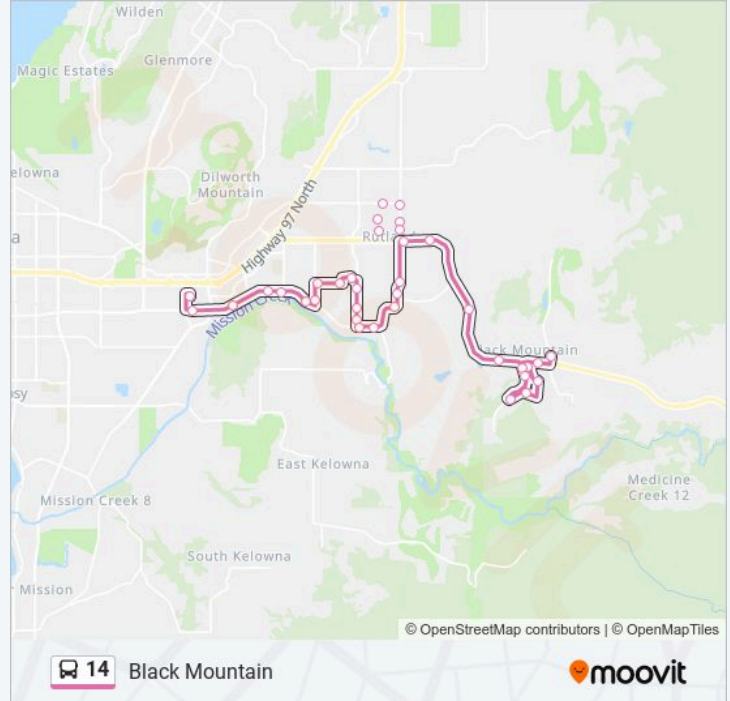 Wilden
Glenmore
Magic Estates
elowna
Dilworth
Mountain
Highway 97 North
a
Rutland
Mission Creek
Black Mountain
sy
East Kelowna
Medicine
Creek 12
Mission Creek 8
South Kelowna
r Mission
© OpenStreetMap contributors | © OpenMapTiles
14 Black Mountain
moovit